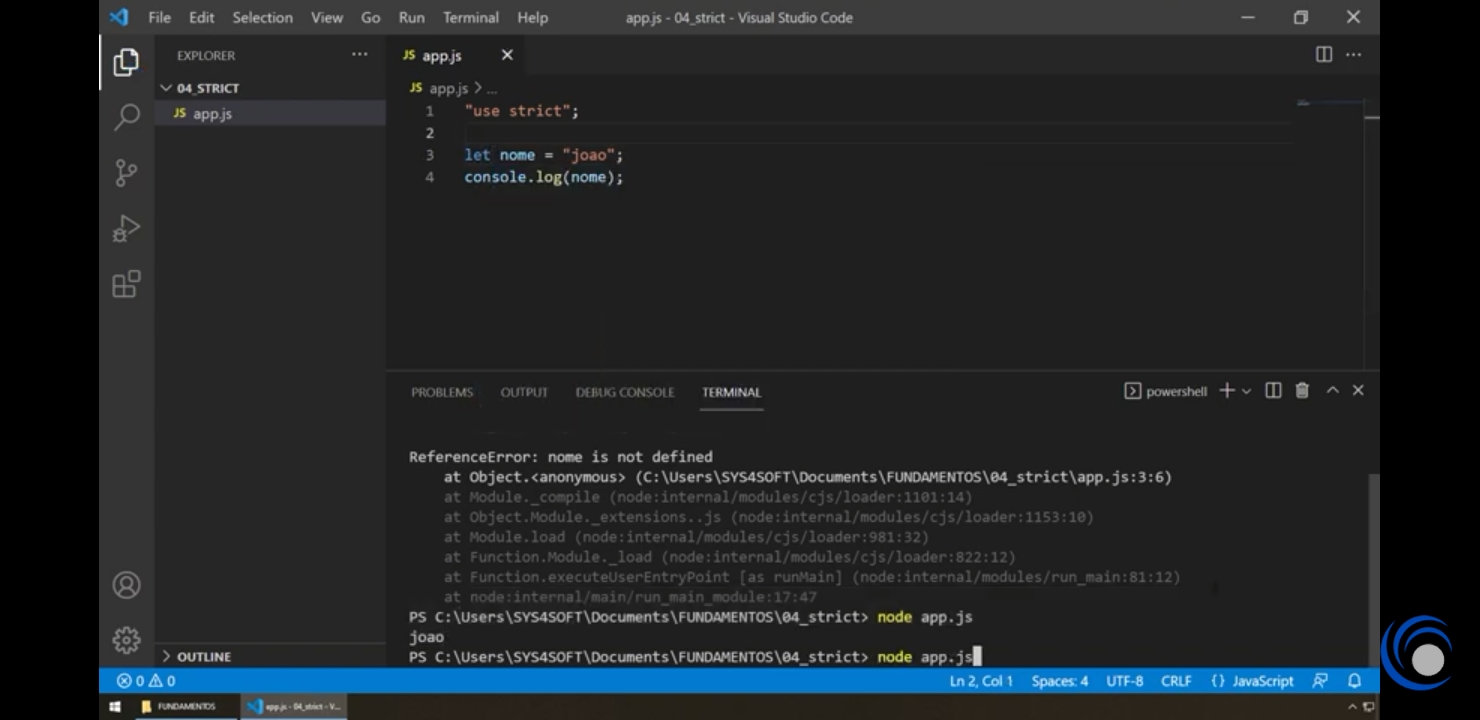 File Edit Selection View Go Run Terminal Help app.js - 04_strict - Visual Studio Code
EXPLORER
04_STRICT
JS app.js
OUTLINE
JS app.js
JS app.js > ...
1 "use strict";
2
3 let nome = "joao";
4 console.log(nome);
PROBLEMS OUTPUT DEBUG CONSOLE TERMINAL powershell
ReferenceError: nome is not defined
at Object.<anonymous> (C:\Users\SYS4SOFT\Documents\FUNDAMENTOS\04_strict\app.js:3:6)
at Module._compile (node:internal/modules/cjs/loader:1101:14)
at Object.Module._extensions..js (node:internal/modules/cjs/loader:1153:10)
at Module.load (node:internal/modules/cjs/loader:981:32)
at Function.Module._load (node:internal/modules/cjs/loader:822:12)
at Function.executeUserEntryPoint [as runMain] (node:internal/modules/run_main:81:12)
at node:internal/main/run_main_module:17:47
PS C:\Users\SYS4SOFT\Documents\FUNDAMENTOS\04_strict> node app.js
joao
PS C:\Users\SYS4SOFT\Documents\FUNDAMENTOS\04_strict> node app.js
0 0 Ln 2, Col 1 Spaces: 4 UTF-8 CRLF {} JavaScript
FUNDAMENTOS app.js - 04_strict - V...